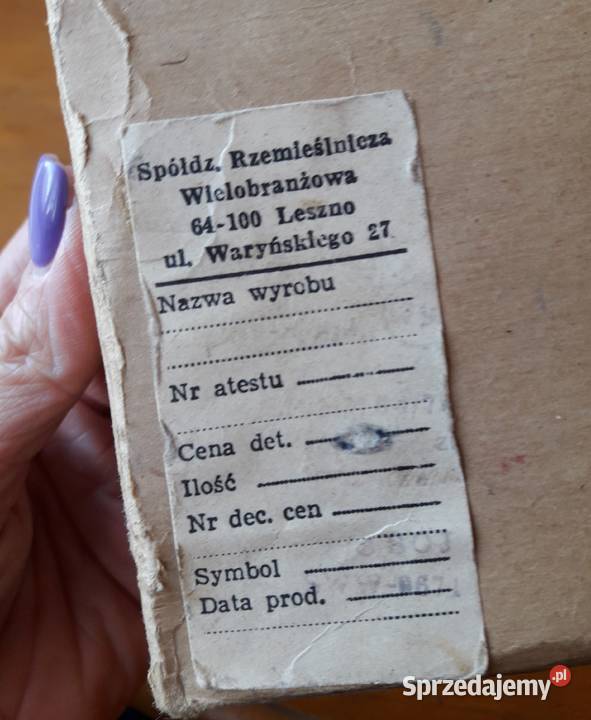 Spółdz. Rzemieślnicza
Wielobranżowa
64-100 Leszno
ul. Waryńskiego 27
Nazwa wyrobu
Nr atestu
Cena det.
Ilość
Nr dec. cen
Symbol
Data prod.
Sprzedajemy.pl